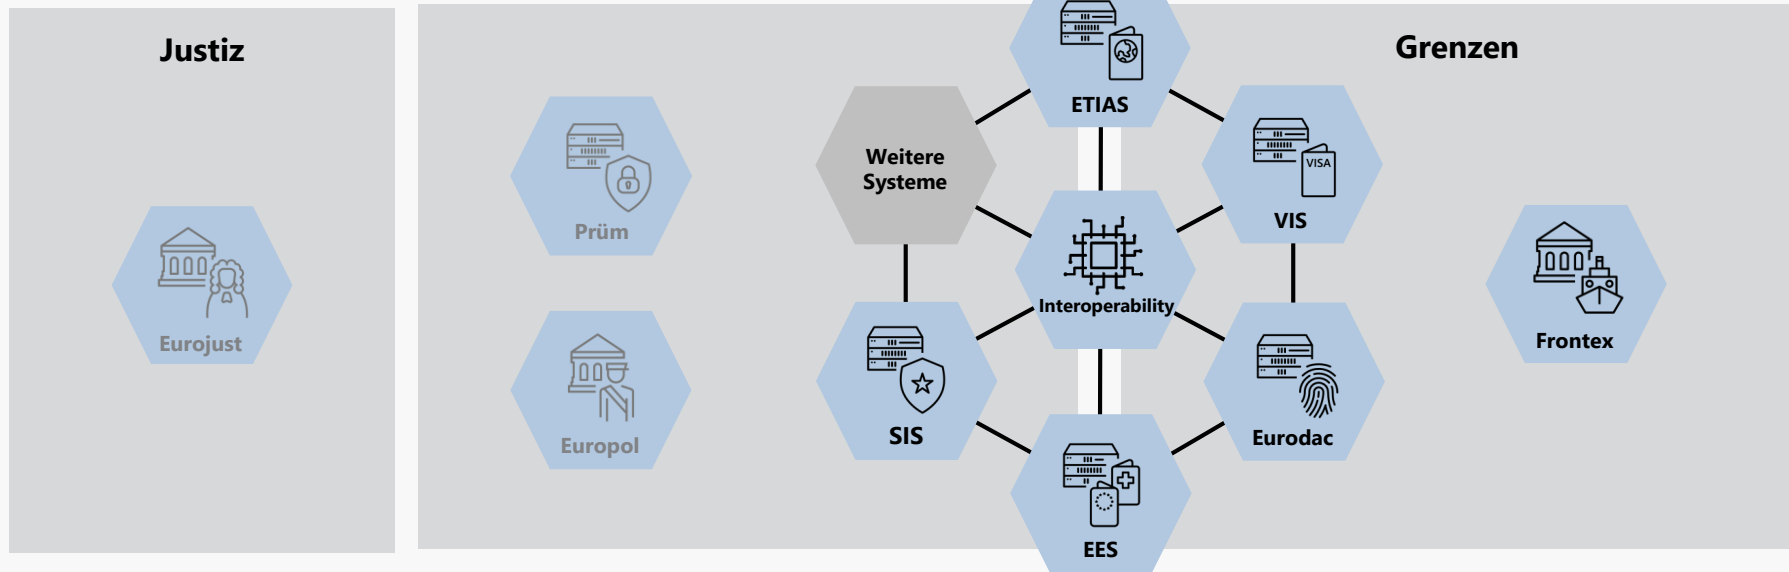 Justiz
Grenzen
ETIAS
Weitere
Systeme
VISA
VIS
Prüm
Interoperability
Eurojust
Frontex
Europol
SIS
Eurodac
EES